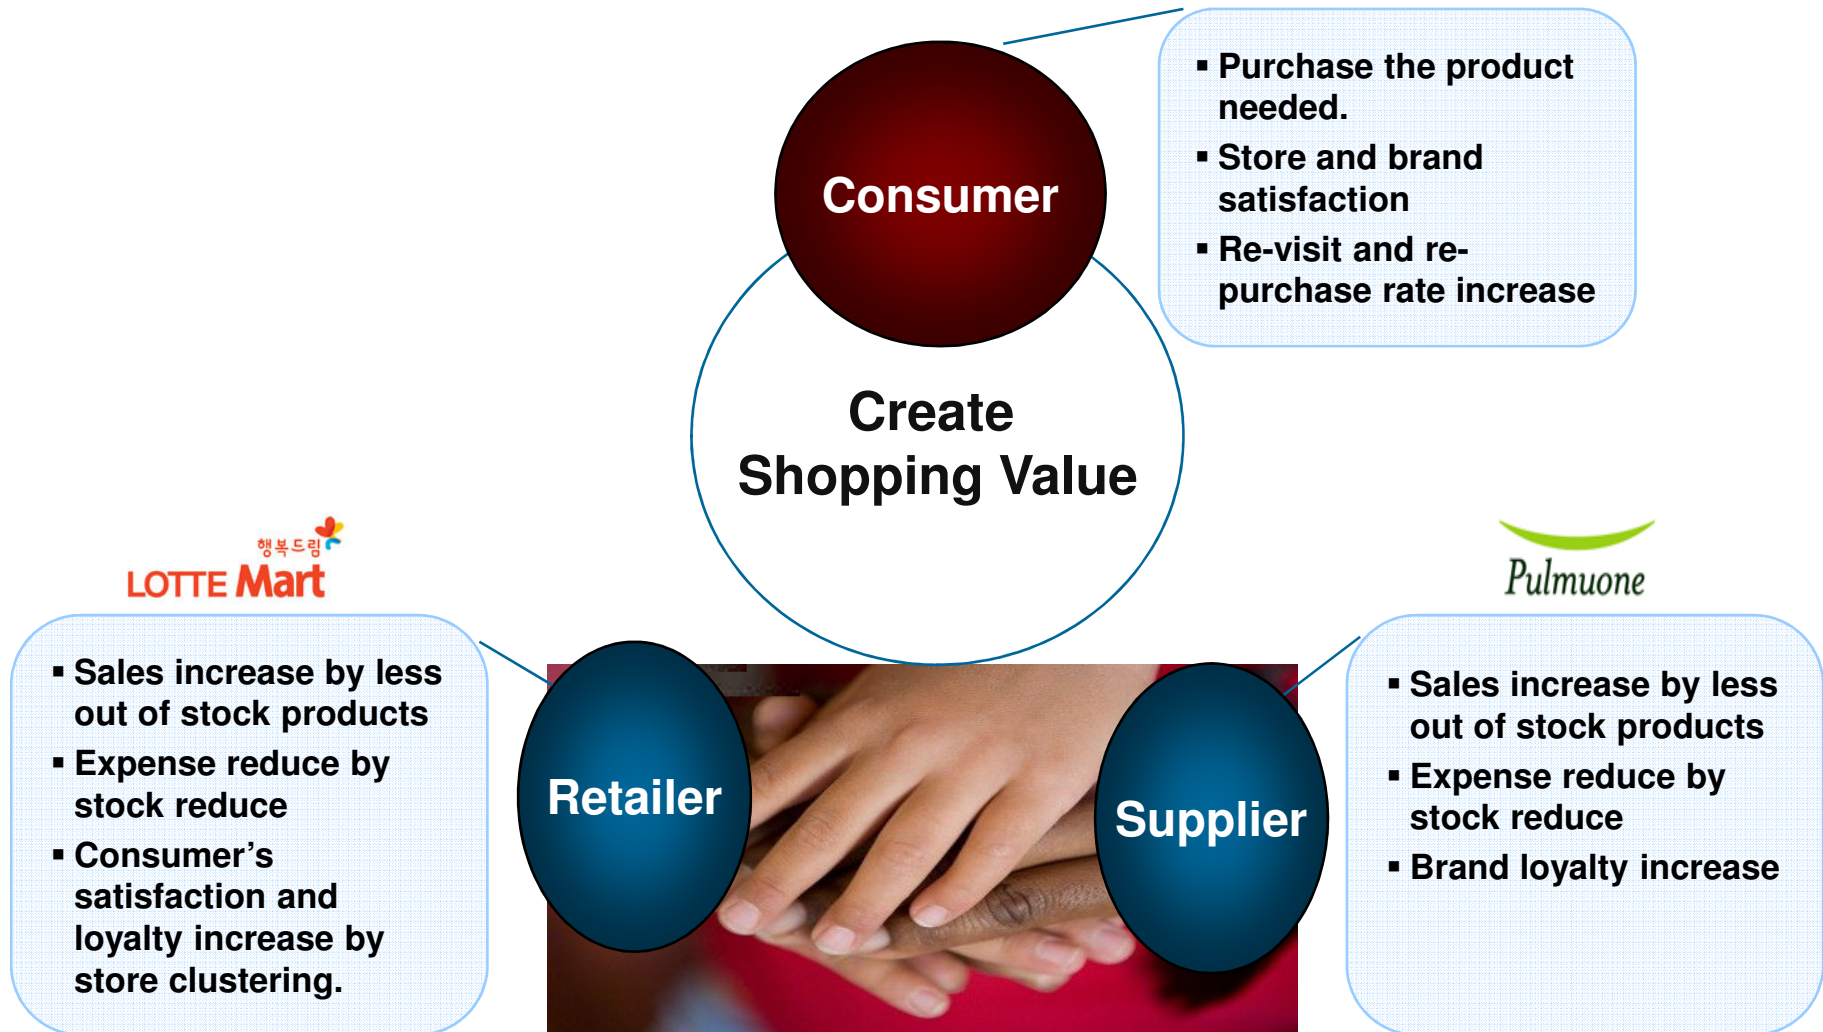 ▪ Purchase the product
needed.
▪ Store and brand
satisfaction
▪ Re-visit and re-
purchase rate increase
Consumer
Create
Shopping Value
행복드림
LOTTE Mart
Pulmuone
▪ Sales increase by less
out of stock products
▪ Expense reduce by
stock reduce
▪ Consumer’s
satisfaction and
loyalty increase by
store clustering.
Retailer
Supplier
▪ Sales increase by less
out of stock products
▪ Expense reduce by
stock reduce
▪ Brand loyalty increase